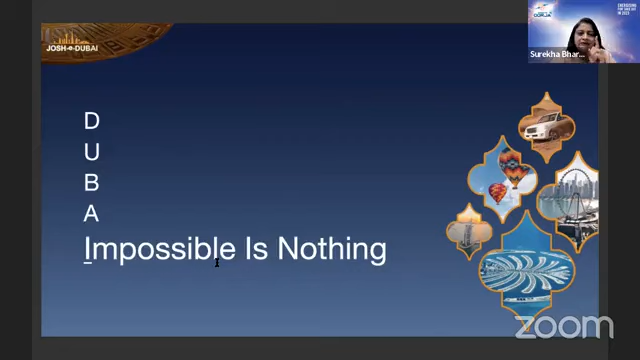 JOSH-e-DUBAI
Surekha Bhar...
D
U
B
A
Impossible Is Nothing
zoom